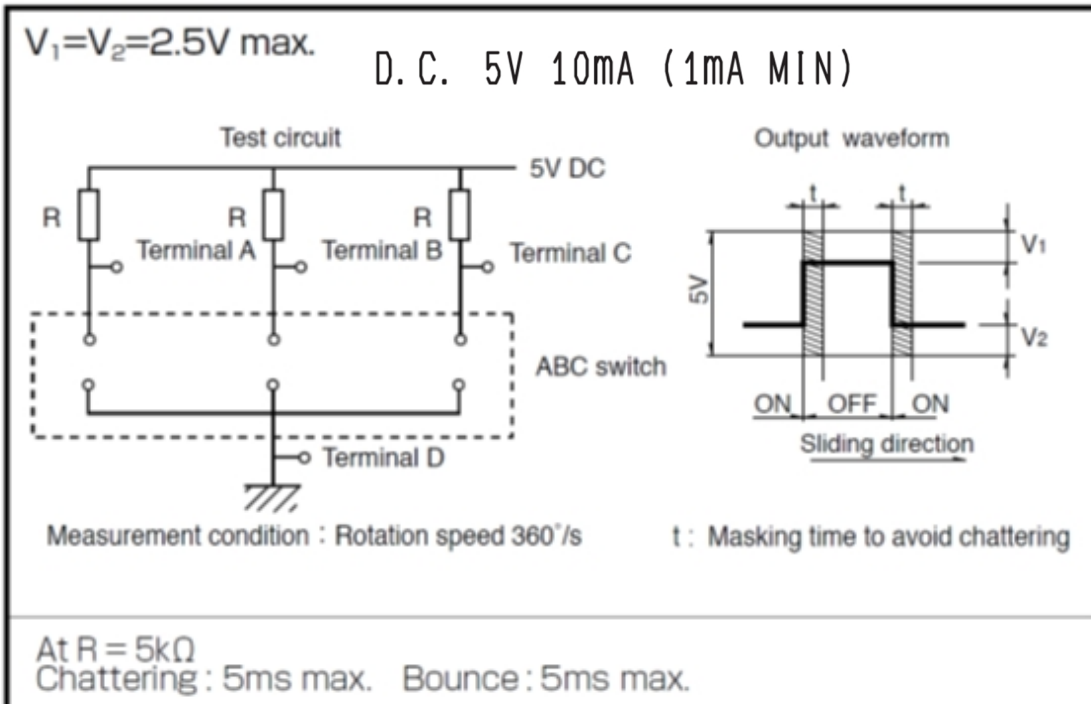 V₁=V₂=2.5V max.
D.C. 5V 10mA (1mA MIN)
Test circuit
5V DC
R
R
R
Terminal A
Terminal B
Terminal C
ABC switch
Terminal D
Output waveform
t
t
V1
5V
V2
ON
OFF
ON
Sliding direction
Measurement condition : Rotation speed 360°/s
t : Masking time to avoid chattering
At R = 5kΩ
Chattering : 5ms max. Bounce : 5ms max.